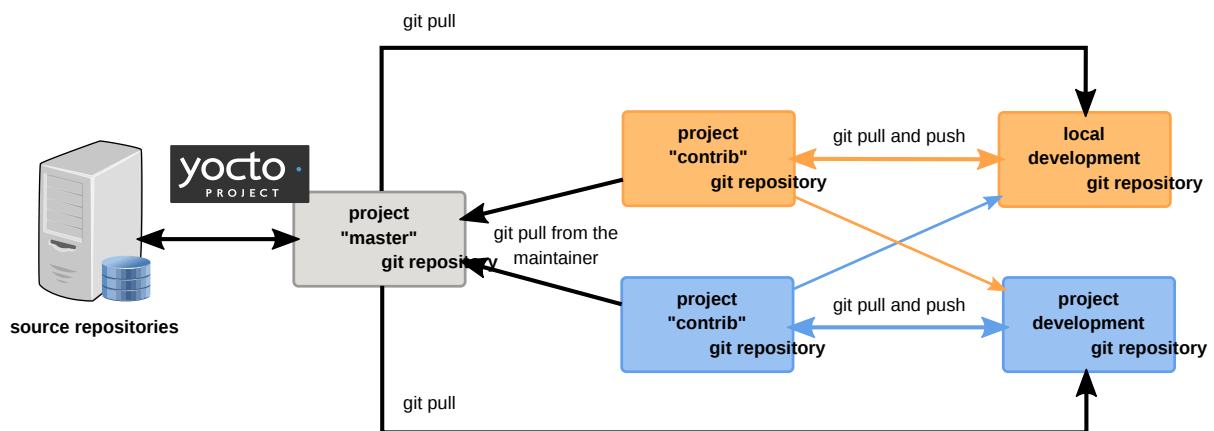 git pull
yocto
PROJECT
project
"contrib"
git repository
git pull and push
local
development
git repository
project
"master"
git repository
git pull from the
maintainer
source repositories
project
"contrib"
git repository
git pull and push
project
development
git repository
git pull